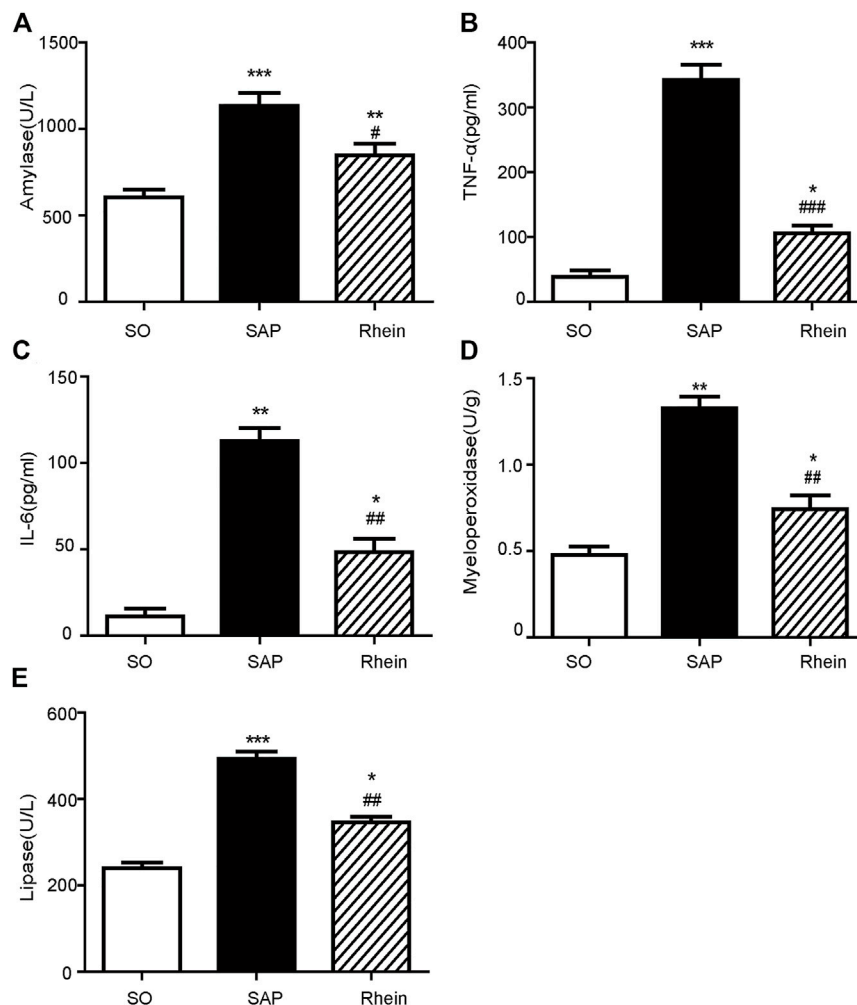 A
Amylase(U/L)
1500
1000
500
0
***
**
#
SO SAP Rhein
B
TNF-α(pg/ml)
400
300
200
100
0
***
*
###
SO SAP Rhein
C
IL-6(pg/ml)
150
100
50
0
**
*
##
SO SAP Rhein
D
Myeloperoxidase(U/g)
1.5
1.0
0.5
0
**
*
##
SO SAP Rhein
E
Lipase(U/L)
600
400
200
0
***
*
##
SO SAP Rhein